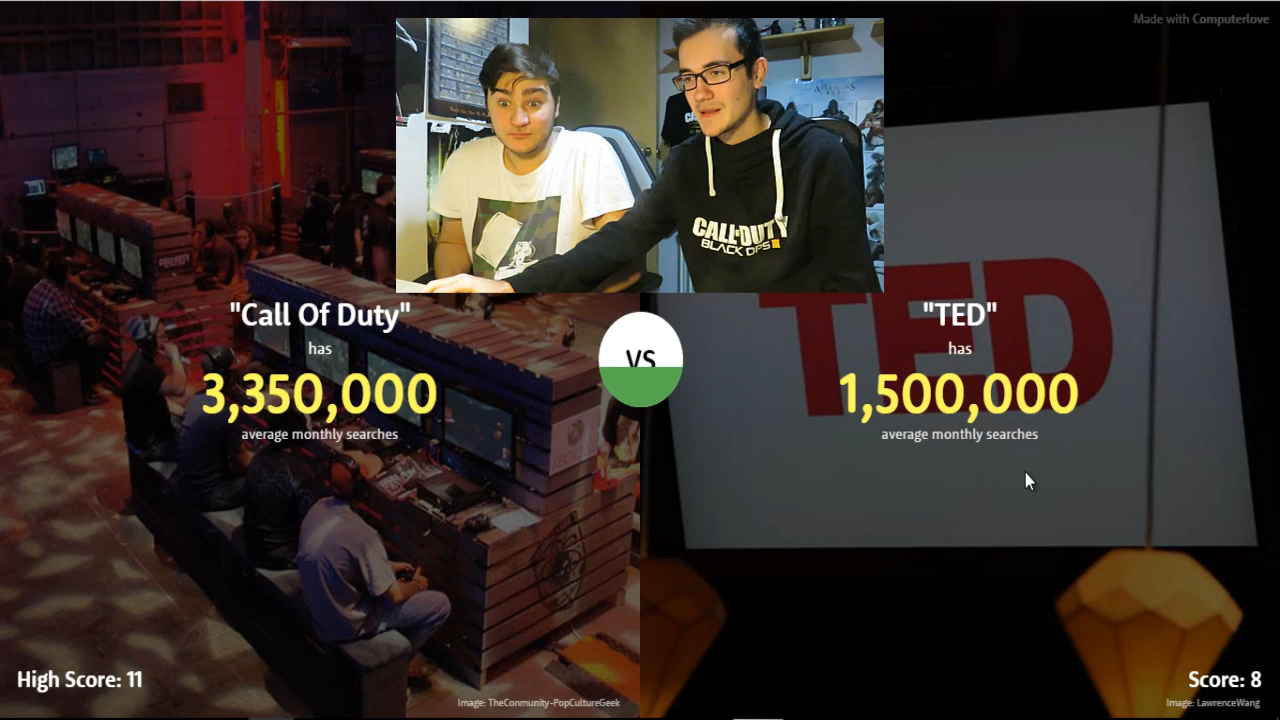 Made with Computerlove
ASSASSIN'S
CALL OF DUTY
BLACK OPS III
TED
"Call Of Duty"
has
3,350,000
average monthly searches
VS
"TED"
has
1,500,000
average monthly searches
High Score: 11
Score: 8
Image: TheConmunity-PopCultureGeek
Image: LawrenceWang